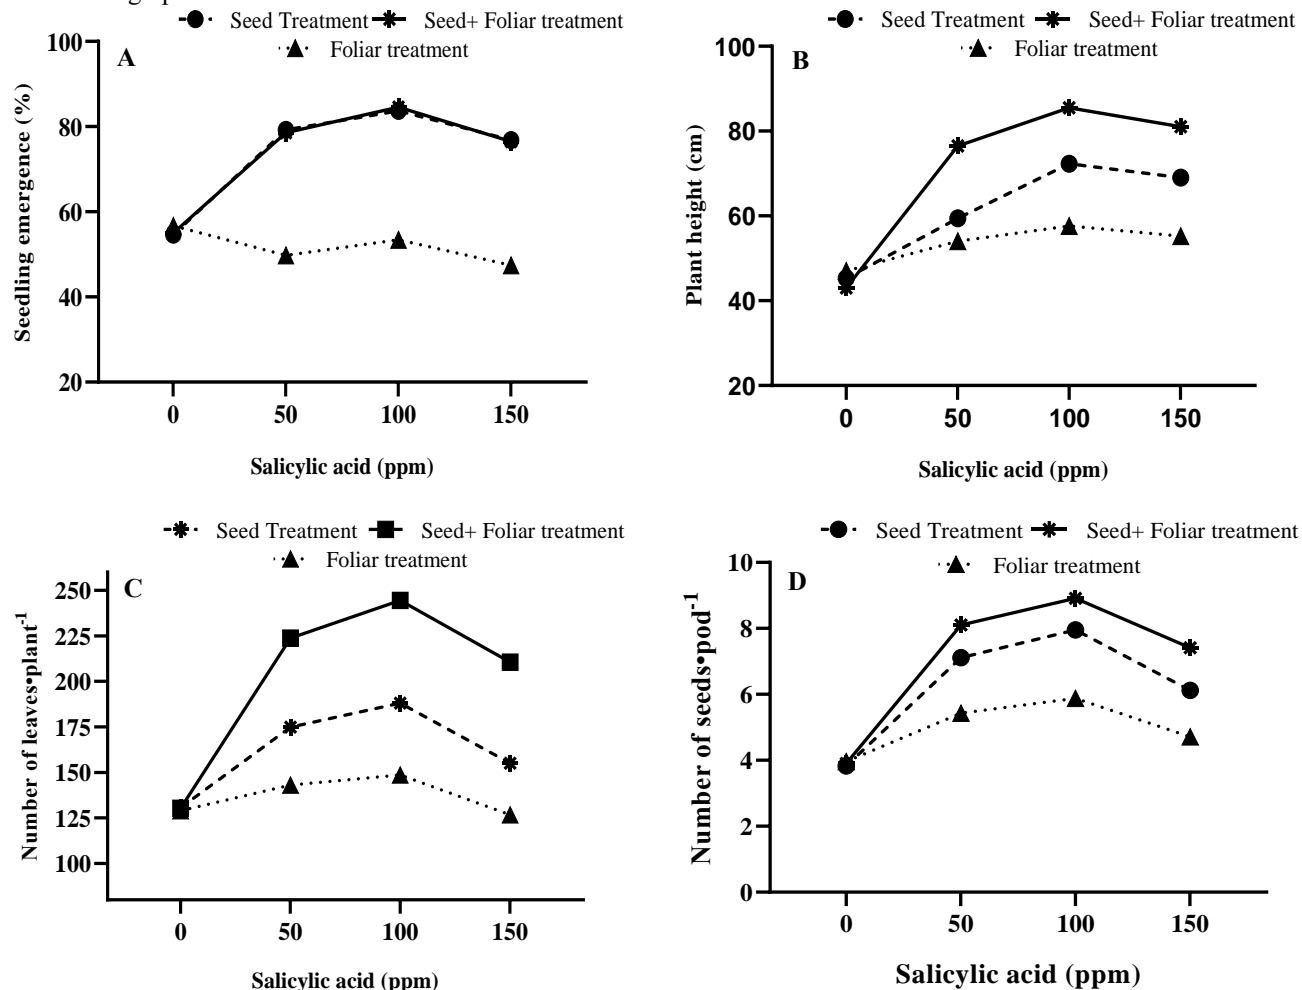 Seed Treatment Seed+ Foliar treatment
Foliar treatment
A
Seedling emergence (%)
100
80
60
40
20
0 50 100 150
Salicylic acid (ppm)
Seed Treatment Seed+ Foliar treatment
Foliar treatment
B
Plant height (cm)
100
80
60
40
20
0 50 100 150
Salicylic acid (ppm)
Seed Treatment Seed+ Foliar treatment
Foliar treatment
C
Number of leaves•plant⁻¹
250
225
200
175
150
125
100
0 50 100 150
Salicylic acid (ppm)
Seed Treatment Seed+ Foliar treatment
Foliar treatment
D
Number of seeds•pod⁻¹
10
8
6
4
2
0
0 50 100 150
Salicylic acid (ppm)